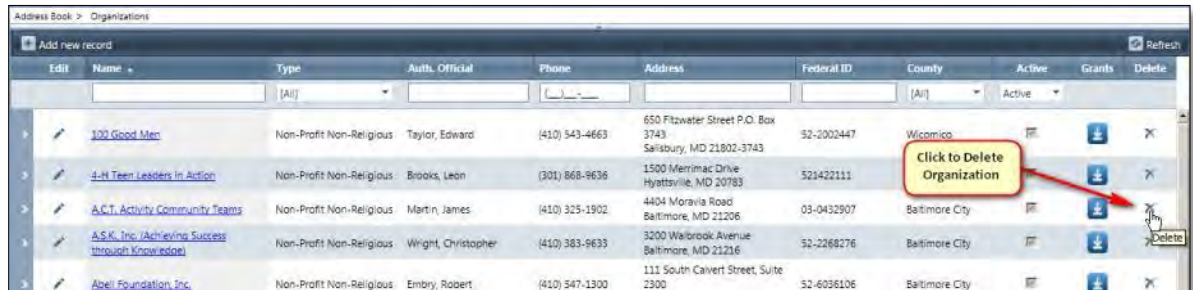 Address Book > Organizations
Add new record Refresh
Edit Name Type Auth. Official Phone Address Federal ID County Active Grants Delete
[All] (__)__-___ [All] Active
100 Good Men Non-Profit Non-Religious Taylor, Edward (410) 543-4663 650 Fitzwater Street P.O. Box 3743 Salisbury, MD 21802-3743 52-2002447 Wicomico
Click to Delete Organization
4-H Teen Leaders in Action Non-Profit Non-Religious Brooks, Leon (301) 868-9636 1500 Merrimac Drive Hyattsville, MD 20783 521422111
A.C.T. Activity Community Teams Non-Profit Non-Religious Martin, James (410) 325-1902 4404 Moravia Road Baltimore, MD 21206 03-0432907 Baltimore City
A.S.K., Inc. (Achieving Success through Knowledge) Non-Profit Non-Religious Wright, Christopher (410) 383-9633 3200 Walbrook Avenue Baltimore, MD 21216 52-2268276 Baltimore City
Delete
Abell Foundation, Inc. Non-Profit Non-Religious Embry, Robert (410) 547-1300 111 South Calvert Street, Suite 2300 52-6036106 Baltimore City